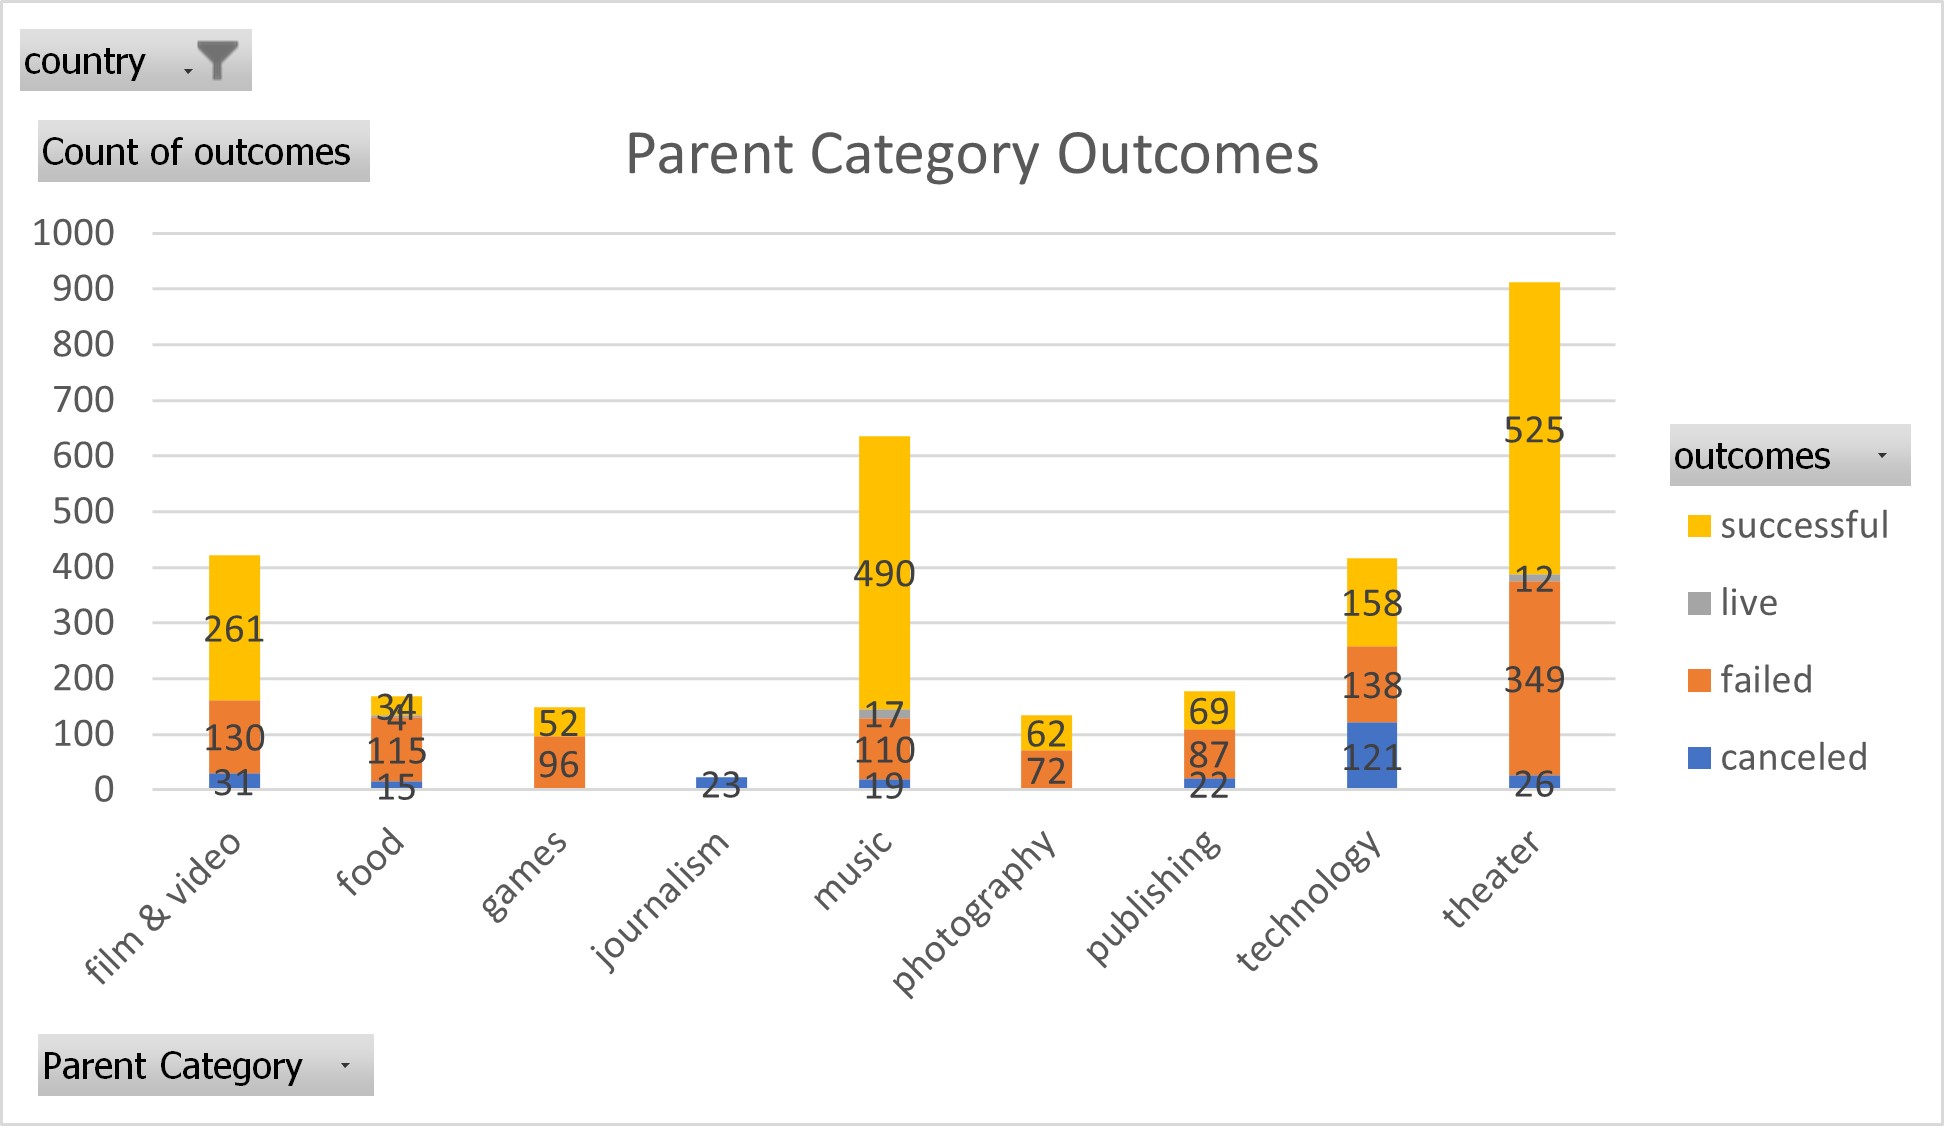 country
Count of outcomes
Parent Category Outcomes
1000
900
800
700
600
500
400
300
200
100
0
261
130
31
34
4
115
15
52
96
23
490
17
110
19
62
72
69
87
22
158
138
121
525
12
349
26
film & video
food
games
journalism
music
photography
publishing
technology
theater
outcomes
successful
live
failed
canceled
Parent Category